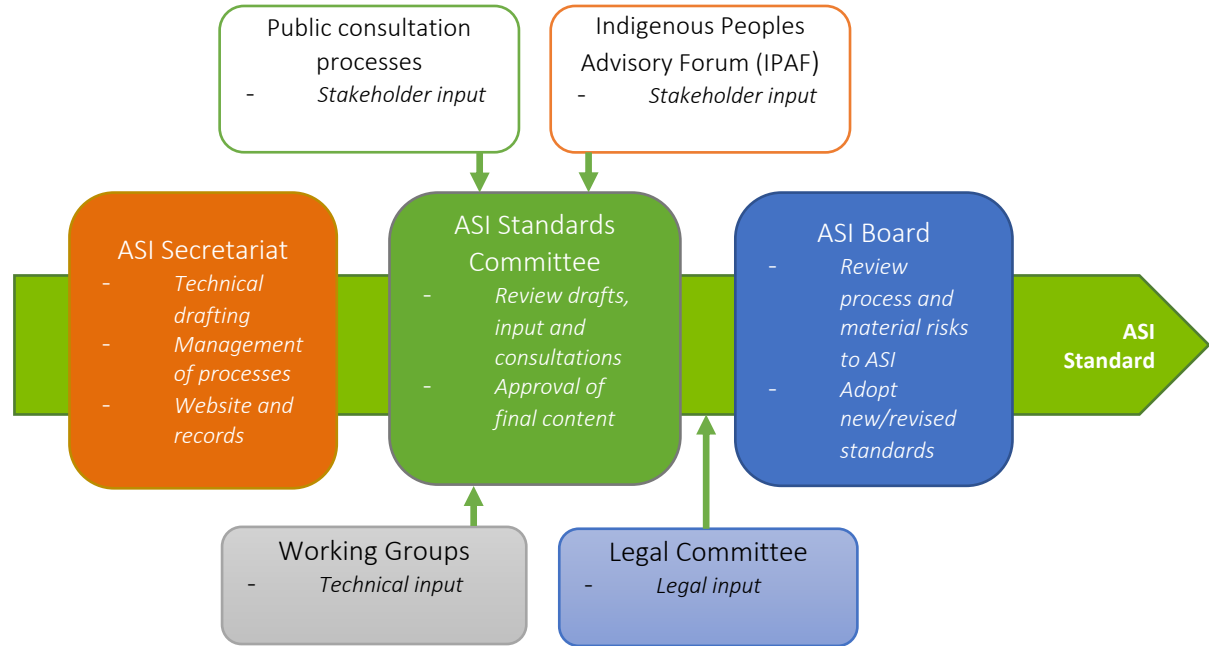 Public consultation
processes
- Stakeholder input
Indigenous Peoples
Advisory Forum (IPAF)
- Stakeholder input
ASI Secretariat
- Technical
drafting
- Management
of processes
- Website and
records
ASI Standards
Committee
- Review drafts,
input and
consultations
- Approval of
final content
ASI Board
- Review
process and
material risks
to ASI
- Adopt
new/revised
standards
ASI
Standard
Working Groups
- Technical input
Legal Committee
- Legal input